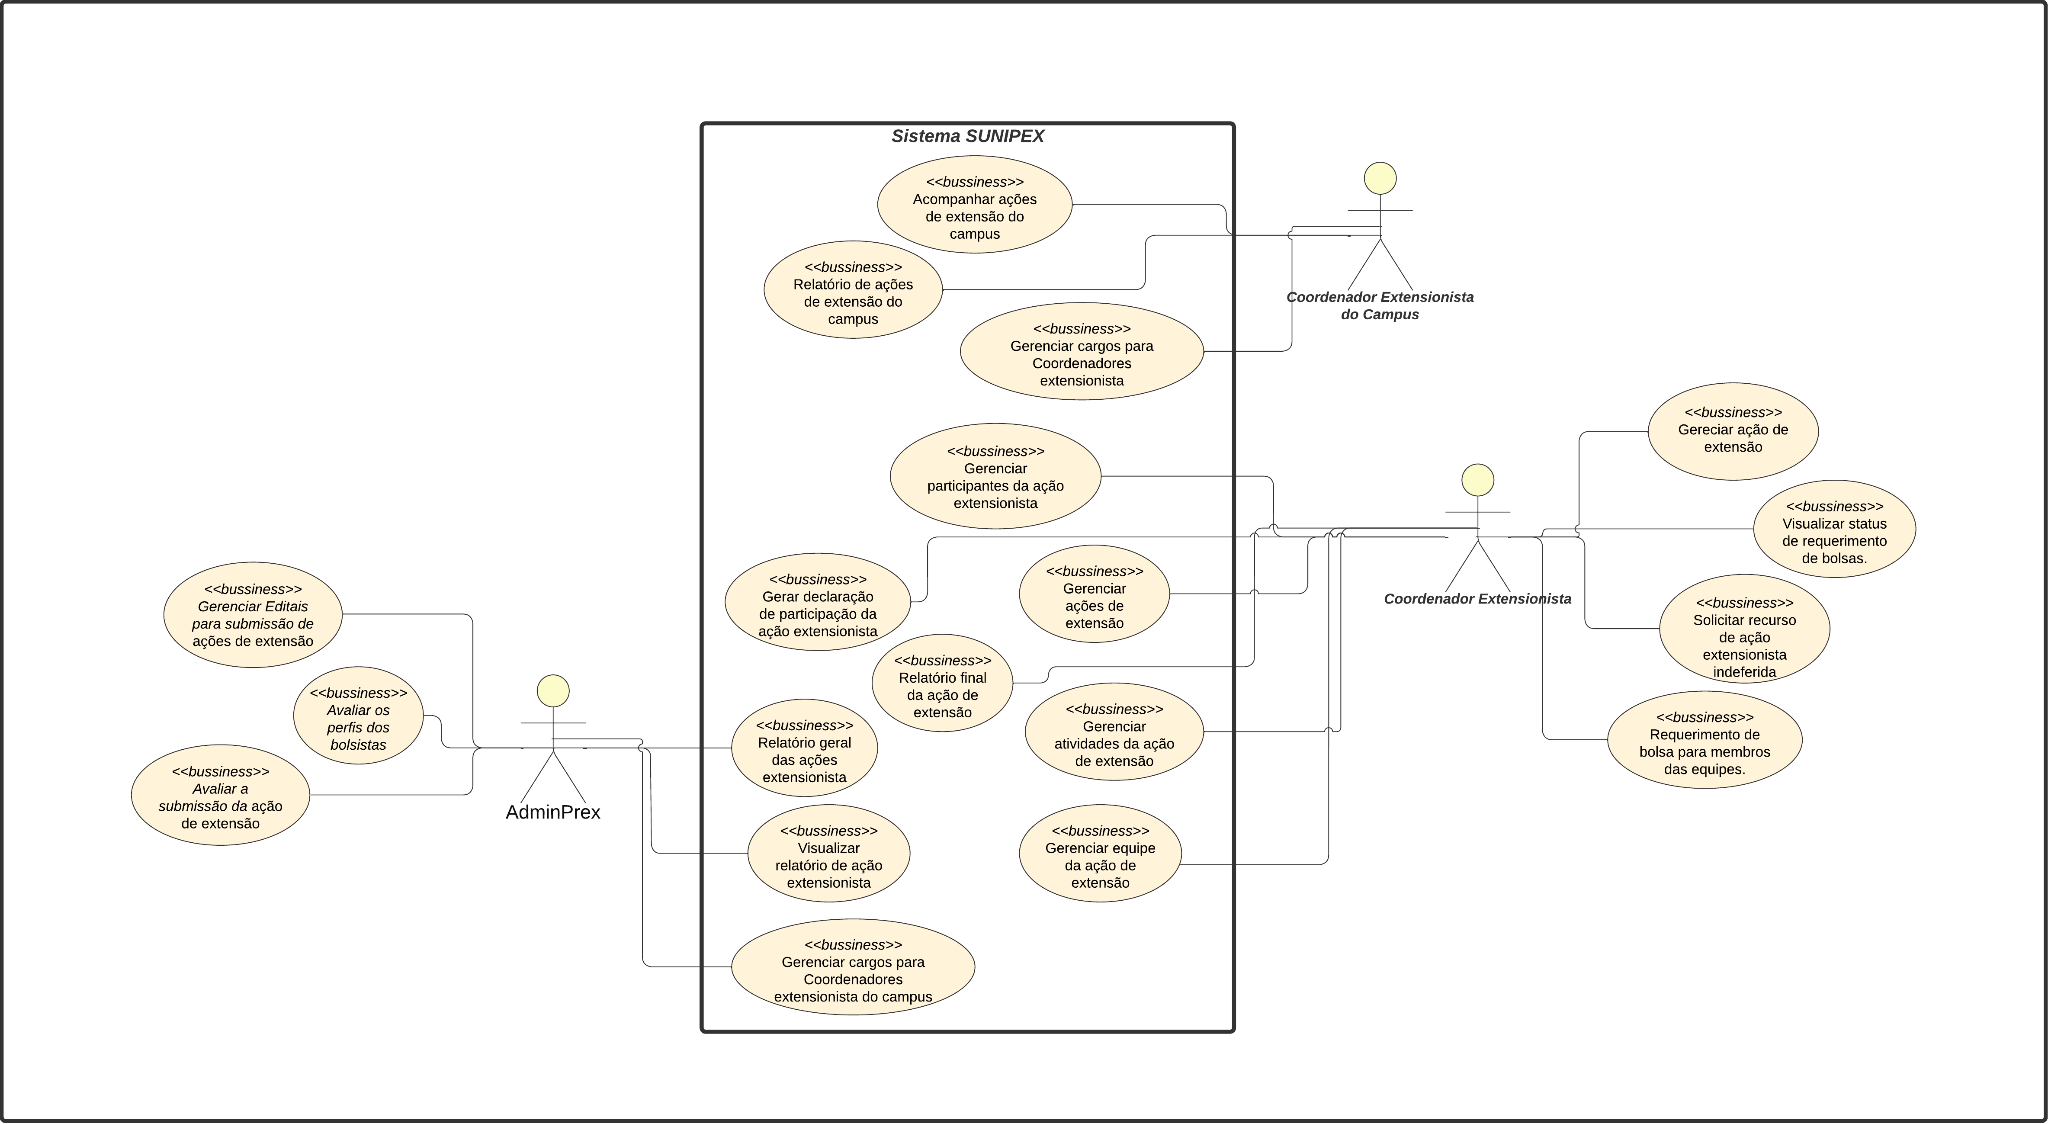 Sistema SUNIPEX
<<bussiness>>
Acompanhar ações
de extensão do
campus
<<bussiness>>
Relatório de ações
de extensão do
campus
<<bussiness>>
Gerenciar cargos para
Coordenadores
extensionista
Coordenador Extensionista
do Campus
<<bussiness>>
Gerenciar
participantes da ação
extensionista
<<bussiness>>
Gerar declaração
de participação da
ação extensionista
<<bussiness>>
Gerenciar
ações de
extensão
<<bussiness>>
Relatório final
da ação de
extensão
<<bussiness>>
Gerenciar
atividades da ação
de extensão
<<bussiness>>
Relatório geral
das ações
extensionista
<<bussiness>>
Visualizar
relatório de ação
extensionista
<<bussiness>>
Gerenciar equipe
da ação de
extensão
<<bussiness>>
Gerenciar cargos para
Coordenadores
extensionista do campus
<<bussiness>>
Gerenciar Editais
para submissão de
ações de extensão
<<bussiness>>
Avaliar os
perfis dos
bolsistas
<<bussiness>>
Avaliar a
submissão da ação
de extensão
AdminPrex
Coordenador Extensionista
<<bussiness>>
Gereciar ação de
extensão
<<bussiness>>
Visualizar status
de requerimento
de bolsas.
<<bussiness>>
Solicitar recurso
de ação
extensionista
indeferida
<<bussiness>>
Requerimento de
bolsa para membros
das equipes.